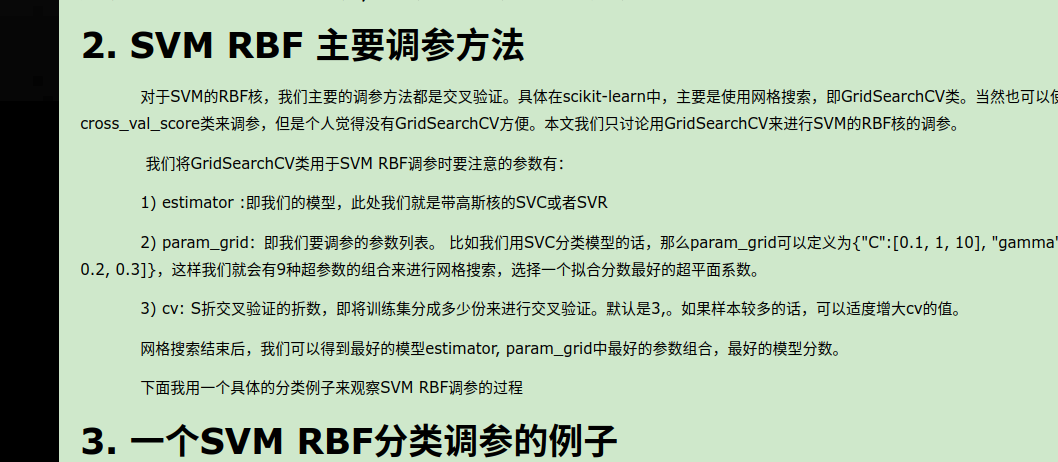 2. SVM RBF 主要调参方法
对于SVM的RBF核，我们主要的调参方法都是交叉验证。具体在scikit-learn中，主要是使用网格搜索，即GridSearchCV类。当然也可以使
cross_val_score类来调参，但是个人觉得没有GridSearchCV方便。本文我们只讨论用GridSearchCV来进行SVM的RBF核的调参。
我们将GridSearchCV类用于SVM RBF调参时要注意的参数有：
1) estimator :即我们的模型，此处我们就是带高斯核的SVC或者SVR
2) param_grid：即我们要调参的参数列表。 比如我们用SVC分类模型的话，那么param_grid可以定义为{"C":[0.1, 1, 10], "gamma"
0.2, 0.3]}，这样我们就会有9种超参数的组合来进行网格搜索，选择一个拟合分数最好的超平面系数。
3) cv: S折交叉验证的折数，即将训练集分成多少份来进行交叉验证。默认是3,。如果样本较多的话，可以适度增大cv的值。
网格搜索结束后，我们可以得到最好的模型estimator, param_grid中最好的参数组合，最好的模型分数。
下面我用一个具体的分类例子来观察SVM RBF调参的过程
3. 一个SVM RBF分类调参的例子